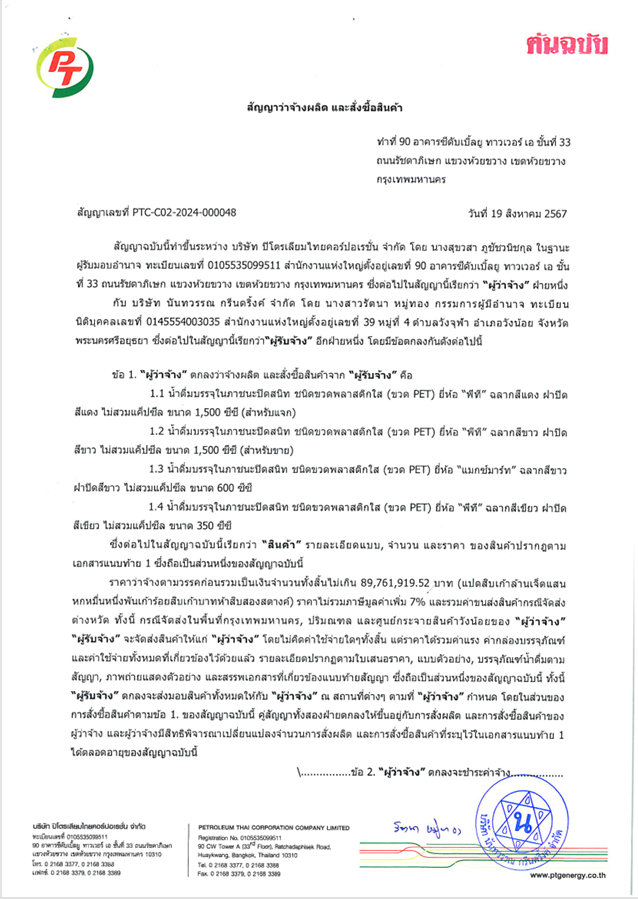 PT
ต้นฉบับ
สัญญาว่าจ้างผลิต และสั่งซื้อสินค้า
ทำที่ 90 อาคารซีดับเบิ้ลยู ทาวเวอร์ เอ ชั้นที่ 33
ถนนรัชดาภิเษก แขวงห้วยขวาง เขตห้วยขวาง
กรุงเทพมหานคร
สัญญาเลขที่ PTC-C02-2024-000048
วันที่ 19 สิงหาคม 2567
สัญญาฉบับนี้ทำขึ้นระหว่าง บริษัท ปิโตรเลียมไทยคอร์ปอเรชั่น จำกัด โดย นางสุขวสา ภูชัชวนิชกุล ในฐานะ
ผู้รับมอบอำนาจ ทะเบียนเลขที่ 0105535099511 สำนักงานแห่งใหญ่ตั้งอยู่เลขที่ 90 อาคารซีดับเบิ้ลยู ทาวเวอร์ เอ ชั้น
ที่ 33 ถนนรัชดาภิเษก แขวงห้วยขวาง เขตห้วยขวาง กรุงเทพมหานคร ซึ่งต่อไปในสัญญานี้เรียกว่า “ผู้ว่าจ้าง” ฝ่ายหนึ่ง
กับ บริษัท นันทวรรณ กรีนดริ้งค์ จำกัด โดย นางสาวรัตนา หมู่ทอง กรรมการผู้มีอำนาจ ทะเบียน
นิติบุคคลเลขที่ 0145554003035 สำนักงานแห่งใหญ่ตั้งอยู่เลขที่ 39 หมู่ที่ 4 ตำบลวังจุฬา อำเภอวังน้อย จังหวัด
พระนครศรีอยุธยา ซึ่งต่อไปในสัญญานี้เรียกว่า“ผู้รับจ้าง” อีกฝ่ายหนึ่ง โดยมีข้อตกลงกันดังต่อไปนี้
ข้อ 1. “ผู้ว่าจ้าง” ตกลงว่าจ้างผลิต และสั่งซื้อสินค้าจาก “ผู้รับจ้าง” คือ
1.1 น้ำดื่มบรรจุในภาชนะปิดสนิท ชนิดขวดพลาสติกใส (ขวด PET) ยี่ห้อ “พีที” ฉลากสีแดง ฝาปิด
สีแดง ไม่สวมแค็ปซีล ขนาด 1,500 ซีซี (สำหรับแจก)
1.2 น้ำดื่มบรรจุในภาชนะปิดสนิท ชนิดขวดพลาสติกใส (ขวด PET) ยี่ห้อ “พีที” ฉลากสีขาว ฝาปิด
สีขาว ไม่สวมแค็ปซีล ขนาด 1,500 ซีซี (สำหรับขาย)
1.3 น้ำดื่มบรรจุในภาชนะปิดสนิท ชนิดขวดพลาสติกใส (ขวด PET) ยี่ห้อ “แมกซ์มาร์ท” ฉลากสีขาว
ฝาปิดสีขาว ไม่สวมแค็ปซีล ขนาด 600 ซีซี
1.4 น้ำดื่มบรรจุในภาชนะปิดสนิท ชนิดขวดพลาสติกใส (ขวด PET) ยี่ห้อ “พีที” ฉลากสีเขียว ฝาปิด
สีเขียว ไม่สวมแค็ปซีล ขนาด 350 ซีซี
ซึ่งต่อไปในสัญญาฉบับนี้เรียกว่า “สินค้า” รายละเอียดแบบ, จำนวน และราคา ของสินค้าปรากฏตาม
เอกสารแนบท้าย 1 ซึ่งถือเป็นส่วนหนึ่งของสัญญาฉบับนี้
ราคาว่าจ้างตามวรรคก่อนรวมเป็นเงินจำนวนทั้งสิ้นไม่เกิน 89,761,919.52 บาท (แปดสิบเก้าล้านเจ็ดแสน
หกหมื่นหนึ่งพันเก้าร้อยสิบเก้าบาทห้าสิบสองสตางค์) ราคาไม่รวมภาษีมูลค่าเพิ่ม 7% และรวมค่าขนส่งสินค้ากรณีจัดส่ง
ต่างหวัด ทั้งนี้ กรณีจัดส่งในพื้นที่กรุงเทพมหานคร, ปริมณฑล และศูนย์กระจายสินค้าวังน้อยของ “ผู้ว่าจ้าง”
“ผู้รับจ้าง” จะจัดส่งสินค้าให้แก่ “ผู้ว่าจ้าง” โดยไม่คิดค่าใช้จ่ายใดๆทั้งสิ้น แต่ราคาได้รวมค่าแรง ค่ากล่องบรรจุภัณฑ์
และค่าใช้จ่ายทั้งหมดที่เกี่ยวข้องไว้ด้วยแล้ว รายละเอียดปรากฏตามใบเสนอราคา, แบบตัวอย่าง, บรรจุภัณฑ์น้ำดื่มตาม
สัญญา, ภาพถ่ายแสดงตัวอย่าง และสรรพเอกสารที่เกี่ยวข้องแนบท้ายสัญญา ซึ่งถือเป็นส่วนหนึ่งของสัญญาฉบับนี้ ทั้งนี้
“ผู้รับจ้าง” ตกลงจะส่งมอบสินค้าทั้งหมดให้กับ “ผู้ว่าจ้าง” ณ สถานที่ต่างๆ ตามที่ “ผู้ว่าจ้าง” กำหนด โดยในส่วนของ
การสั่งซื้อสินค้าตามข้อ 1. ของสัญญาฉบับนี้ คู่สัญญาทั้งสองฝ่ายตกลงให้ขึ้นอยู่กับการสั่งผลิต และการสั่งซื้อสินค้าของ
ผู้ว่าจ้าง และผู้ว่าจ้างมีสิทธิพิจารณาเปลี่ยนแปลงจำนวนการสั่งผลิต และการสั่งซื้อสินค้าที่ระบุไว้ในเอกสารแนบท้าย 1
ได้ตลอดอายุของสัญญาฉบับนี้
\................ข้อ 2. “ผู้ว่าจ้าง” ตกลงจะชำระค่าจ้าง.................
รัตนา หมู่ทอง
น
บริษัท นันทวรรณ กรีนดริ้งค์ จำกัด
บริษัท ปิโตรเลียมไทยคอร์ปอเรชั่น จำกัด
ทะเบียนเลขที่ 0105535099511
90 อาคารซีดับเบิ้ลยู ทาวเวอร์ เอ ชั้นที่ 33 ถนนรัชดาภิเษก
แขวงห้วยขวาง เขตห้วยขวาง กรุงเทพมหานคร 10310
โทร. 0 2168 3377, 0 2168 3388
แฟกซ์. 0 2168 3379, 0 2168 3389
PETROLEUM THAI CORPORATION COMPANY LIMITED
Registration No. 0105535099511
90 CW Tower A (33rd Floor), Ratchadaphisek Road,
Huaykwang, Bangkok, Thailand 10310
Tel. 0 2168 3377, 0 2168 3388
Fax. 0 2168 3379, 0 2168 3389
www.ptgenergy.co.th